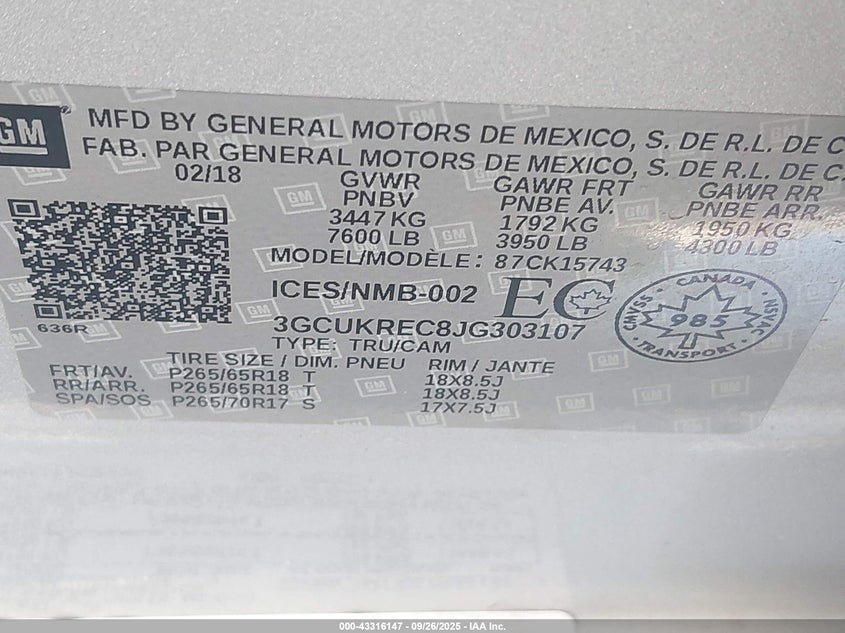 GM
MFD BY GENERAL MOTORS DE MEXICO, S. DE R.L. DE C
FAB. PAR GENERAL MOTORS DE MEXICO, S. DE R.L. DE C.
02/18 GVWR GAWR FRT GAWR RR
PNBV PNBE AV. PNBE ARR.
3447 KG 1792 KG 1950 KG
7600 LB 3950 LB 4300 LB
MODEL/MODÈLE: 87CK15743
ICES/NMB-002 EC
CANADA
SVMAC 985 NSVAC
TRANSPORT
636R
3GCUKREC8JG303107
TYPE: TRU/CAM
TIRE SIZE / DIM. PNEU RIM / JANTE
FRT/AV. P265/65R18 T 18X8.5J
RR/ARR. P265/65R18 T 18X8.5J
SPA/SOS P265/70R17 S 17X7.5J
000-43316147 - 09/26/2025 - IAA Inc.